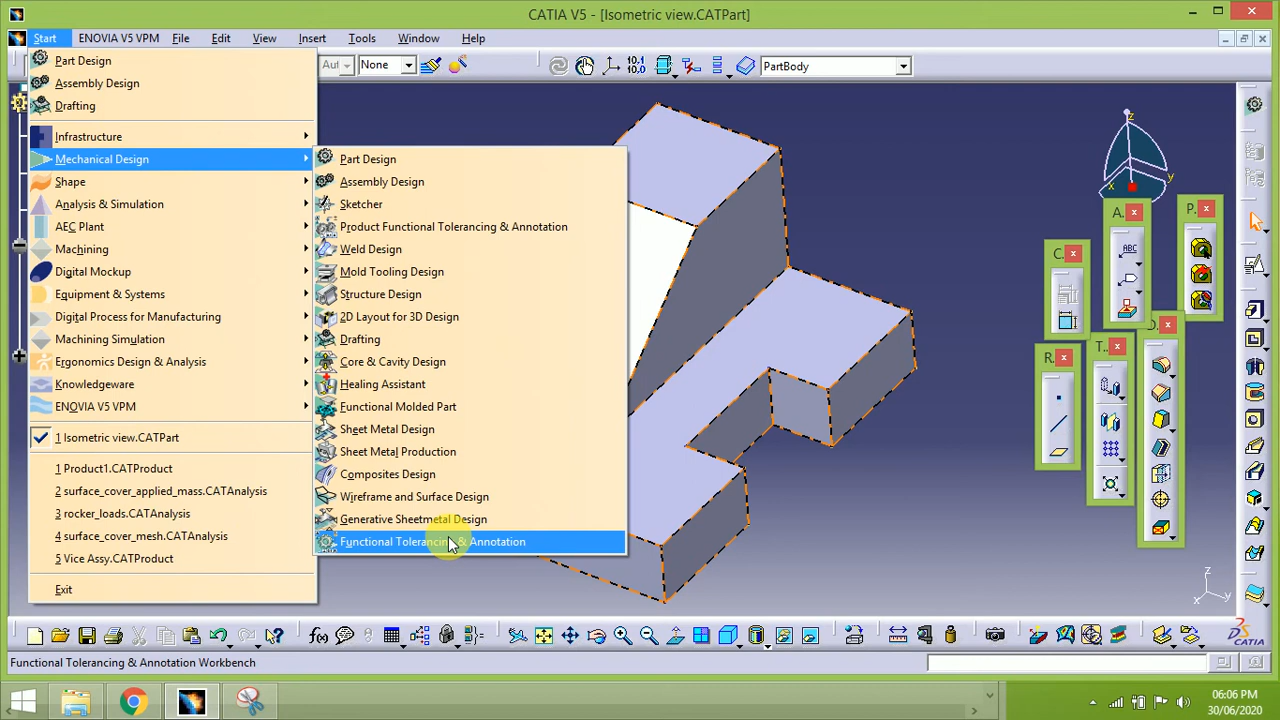 CATIA V5 - [Isometric view.CATPart]
Start ENOVIA V5 VPM File Edit View Insert Tools Window Help
Aut None PartBody
Part Design
Assembly Design
Drafting
Infrastructure
Mechanical Design
Shape
Analysis & Simulation
AEC Plant
Machining
Digital Mockup
Equipment & Systems
Digital Process for Manufacturing
Machining Simulation
Ergonomics Design & Analysis
Knowledgeware
ENOVIA V5 VPM
1 Isometric view.CATPart
1 Product1.CATProduct
2 surface_cover_applied_mass.CATAnalysis
3 rocker_loads.CATAnalysis
4 surface_cover_mesh.CATAnalysis
5 Vice Assy.CATProduct
Exit
Part Design
Assembly Design
Sketcher
Product Functional Tolerancing & Annotation
Weld Design
Mold Tooling Design
Structure Design
2D Layout for 3D Design
Drafting
Core & Cavity Design
Healing Assistant
Functional Molded Part
Sheet Metal Design
Sheet Metal Production
Composites Design
Wireframe and Surface Design
Generative Sheetmetal Design
Functional Tolerancing & Annotation
z
x
y
A.
P.
C.
ABC
R.
T.
D.
z
x
y
f(x)
DASSAULT SYSTEMES
CATIA
Functional Tolerancing & Annotation Workbench
06:06 PM
30/06/2020